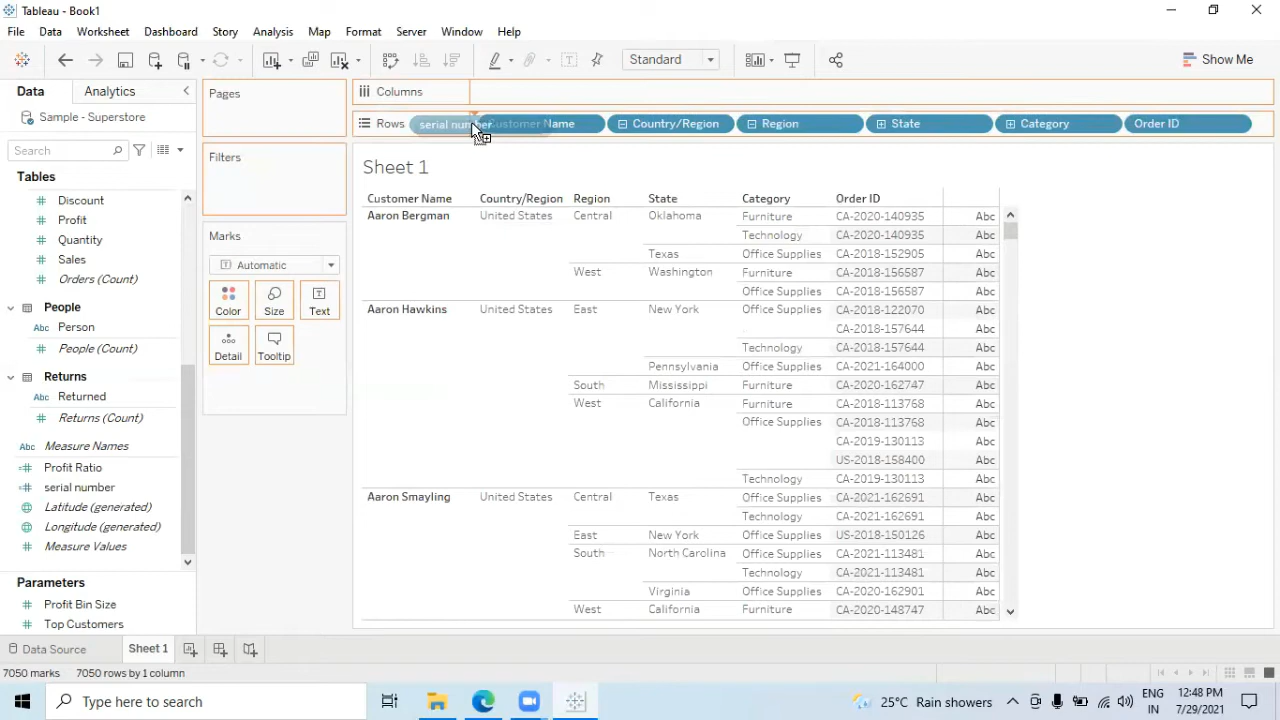 Tableau - Book1
File Data Worksheet Dashboard Story Analysis Map Format Server Window Help
Standard
Show Me
Data Analytics
Pages
Columns
Sample - Superstore
Rows serial number Customer Name Country/Region Region State Category Order ID
Search
Filters
Sheet 1
Tables
Discount
Profit
Quantity
Sales
Orders (Count)
People
Abc Person
People (Count)
Returns
Abc Returned
Returns (Count)
Abc Measure Names
Profit Ratio
serial number
Latitude (generated)
Longitude (generated)
Measure Values
Parameters
Profit Bin Size
Top Customers
Marks
Automatic
Color Size Text
Detail Tooltip
Customer Name Country/Region Region State Category Order ID
Aaron Bergman United States Central Oklahoma Furniture CA-2020-140935 Abc
Technology CA-2020-140935 Abc
Texas Office Supplies CA-2018-152905 Abc
West Washington Furniture CA-2018-156587 Abc
Office Supplies CA-2018-156587 Abc
Aaron Hawkins United States East New York Office Supplies CA-2018-122070 Abc
CA-2018-157644 Abc
Technology CA-2018-157644 Abc
Pennsylvania Office Supplies CA-2021-164000 Abc
South Mississippi Furniture CA-2020-162747 Abc
West California Furniture CA-2018-113768 Abc
Office Supplies CA-2018-113768 Abc
CA-2019-130113 Abc
US-2018-158400 Abc
Technology CA-2019-130113 Abc
Aaron Smayling United States Central Texas Office Supplies CA-2021-162691 Abc
Technology CA-2021-162691 Abc
East New York Office Supplies US-2018-150126 Abc
South North Carolina Office Supplies CA-2021-113481 Abc
Technology CA-2021-113481 Abc
Virginia Office Supplies CA-2020-162901 Abc
West California Furniture CA-2020-148747 Abc
Data Source Sheet 1
7050 marks 7050 rows by 1 column
Type here to search
25°C Rain showers
ENG
IN
12:48 PM
7/29/2021